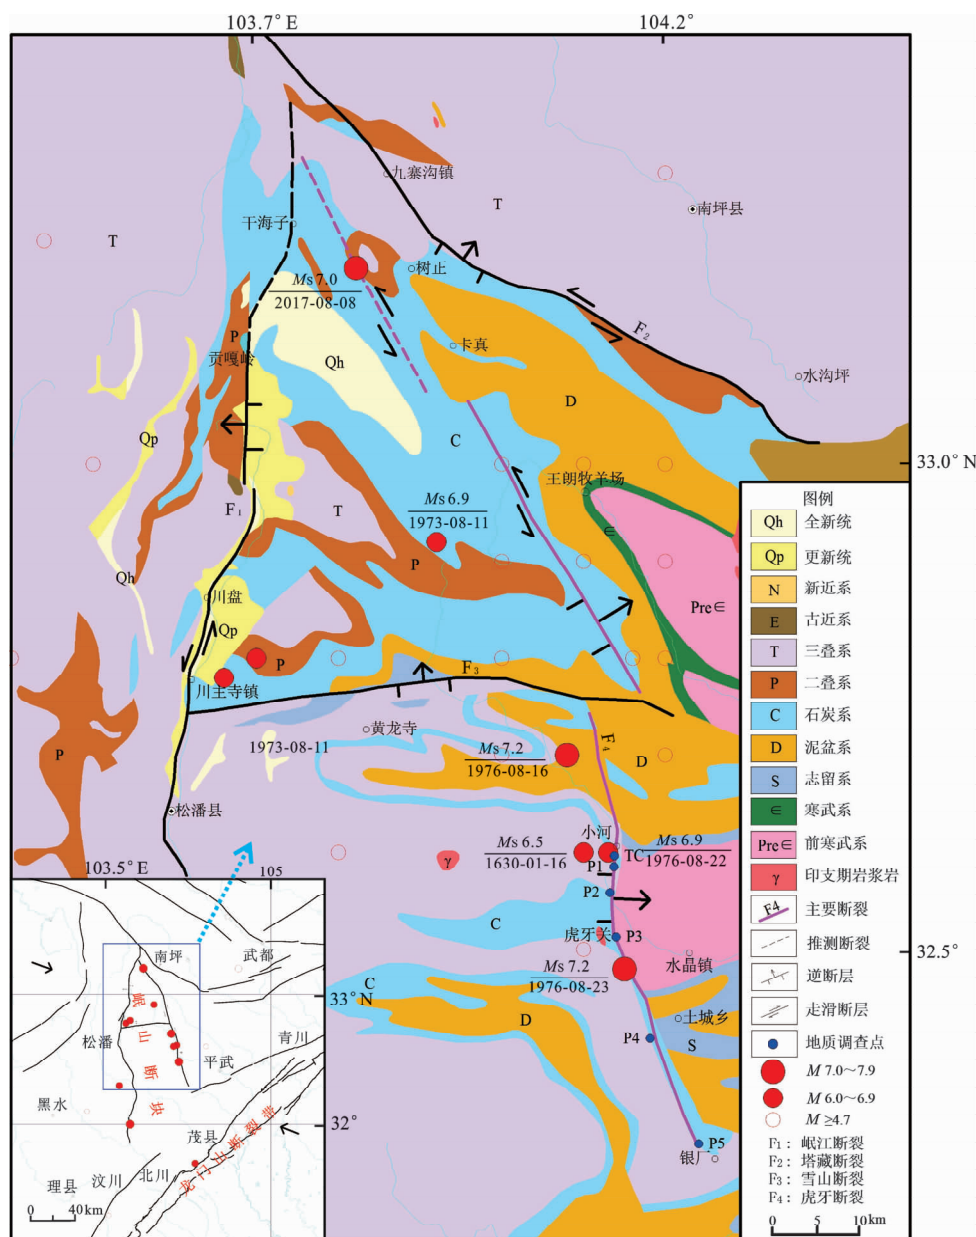 103.7° E
104.2°
九寨沟镇
T
南坪县
T
干海子
树止
Ms 7.0
2017-08-08
F2
卡真
P
贡嘎岭
Qh
水沟坪
D
Qp
C
33.0° N
王朗牧羊场
Ms 6.9
1973-08-11
F1
T
∈
P
Qh
川盘
Pre∈
Qp
P
F3
川主寺镇
黄龙寺
1973-08-11
Ms 7.2
1976-08-16
F4
D
P
松潘县
小河
Ms 6.5
1630-01-16
TC
Ms 6.9
1976-08-22
P1
γ
P2
C
虎牙关
P3
水晶镇
32.5°
Ms 7.2
1976-08-23
C
D
土城乡
P4
S
P5
银厂
图例
Qh 全新统
Qp 更新统
N 新近系
E 古近系
T 三叠系
P 二叠系
C 石炭系
D 泥盆系
S 志留系
∈ 寒武系
Pre∈ 前寒武系
γ 印支期岩浆岩
F4 主要断裂
推测断裂
逆断层
走滑断层
地质调查点
M 7.0~7.9
M 6.0~6.9
M ≥4.7
F1: 岷江断裂
F2: 塔藏断裂
F3: 雪山断裂
F4: 虎牙断裂
0 5 10km
103.5° E
105
南坪
武都
33° N
岷山断块
松潘
青川
平武
黑水
茂县
32°
龙门山断裂带
汶川
北川
理县
0 40km